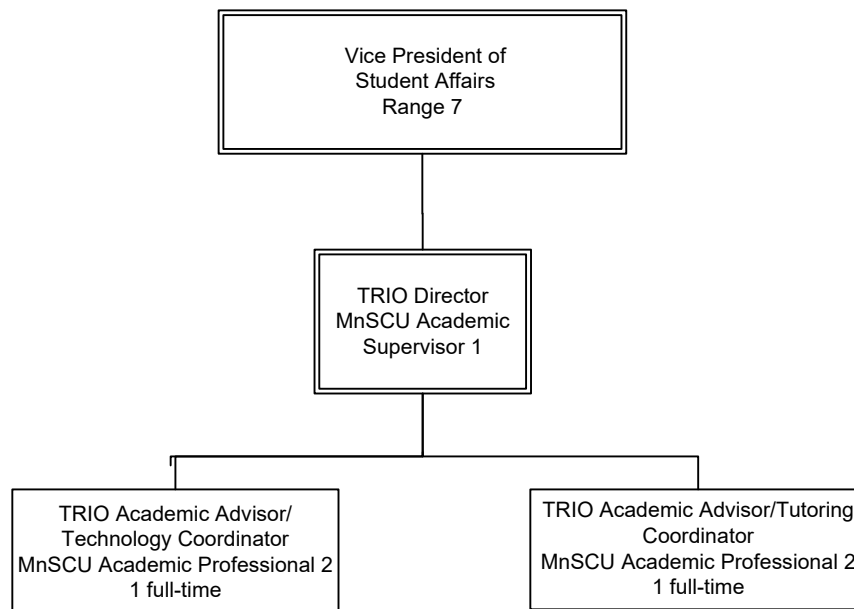 Vice President of
Student Affairs
Range 7
TRIO Director
MnSCU Academic
Supervisor 1
TRIO Academic Advisor/
Technology Coordinator
MnSCU Academic Professional 2
1 full-time
TRIO Academic Advisor/Tutoring
Coordinator
MnSCU Academic Professional 2
1 full-time